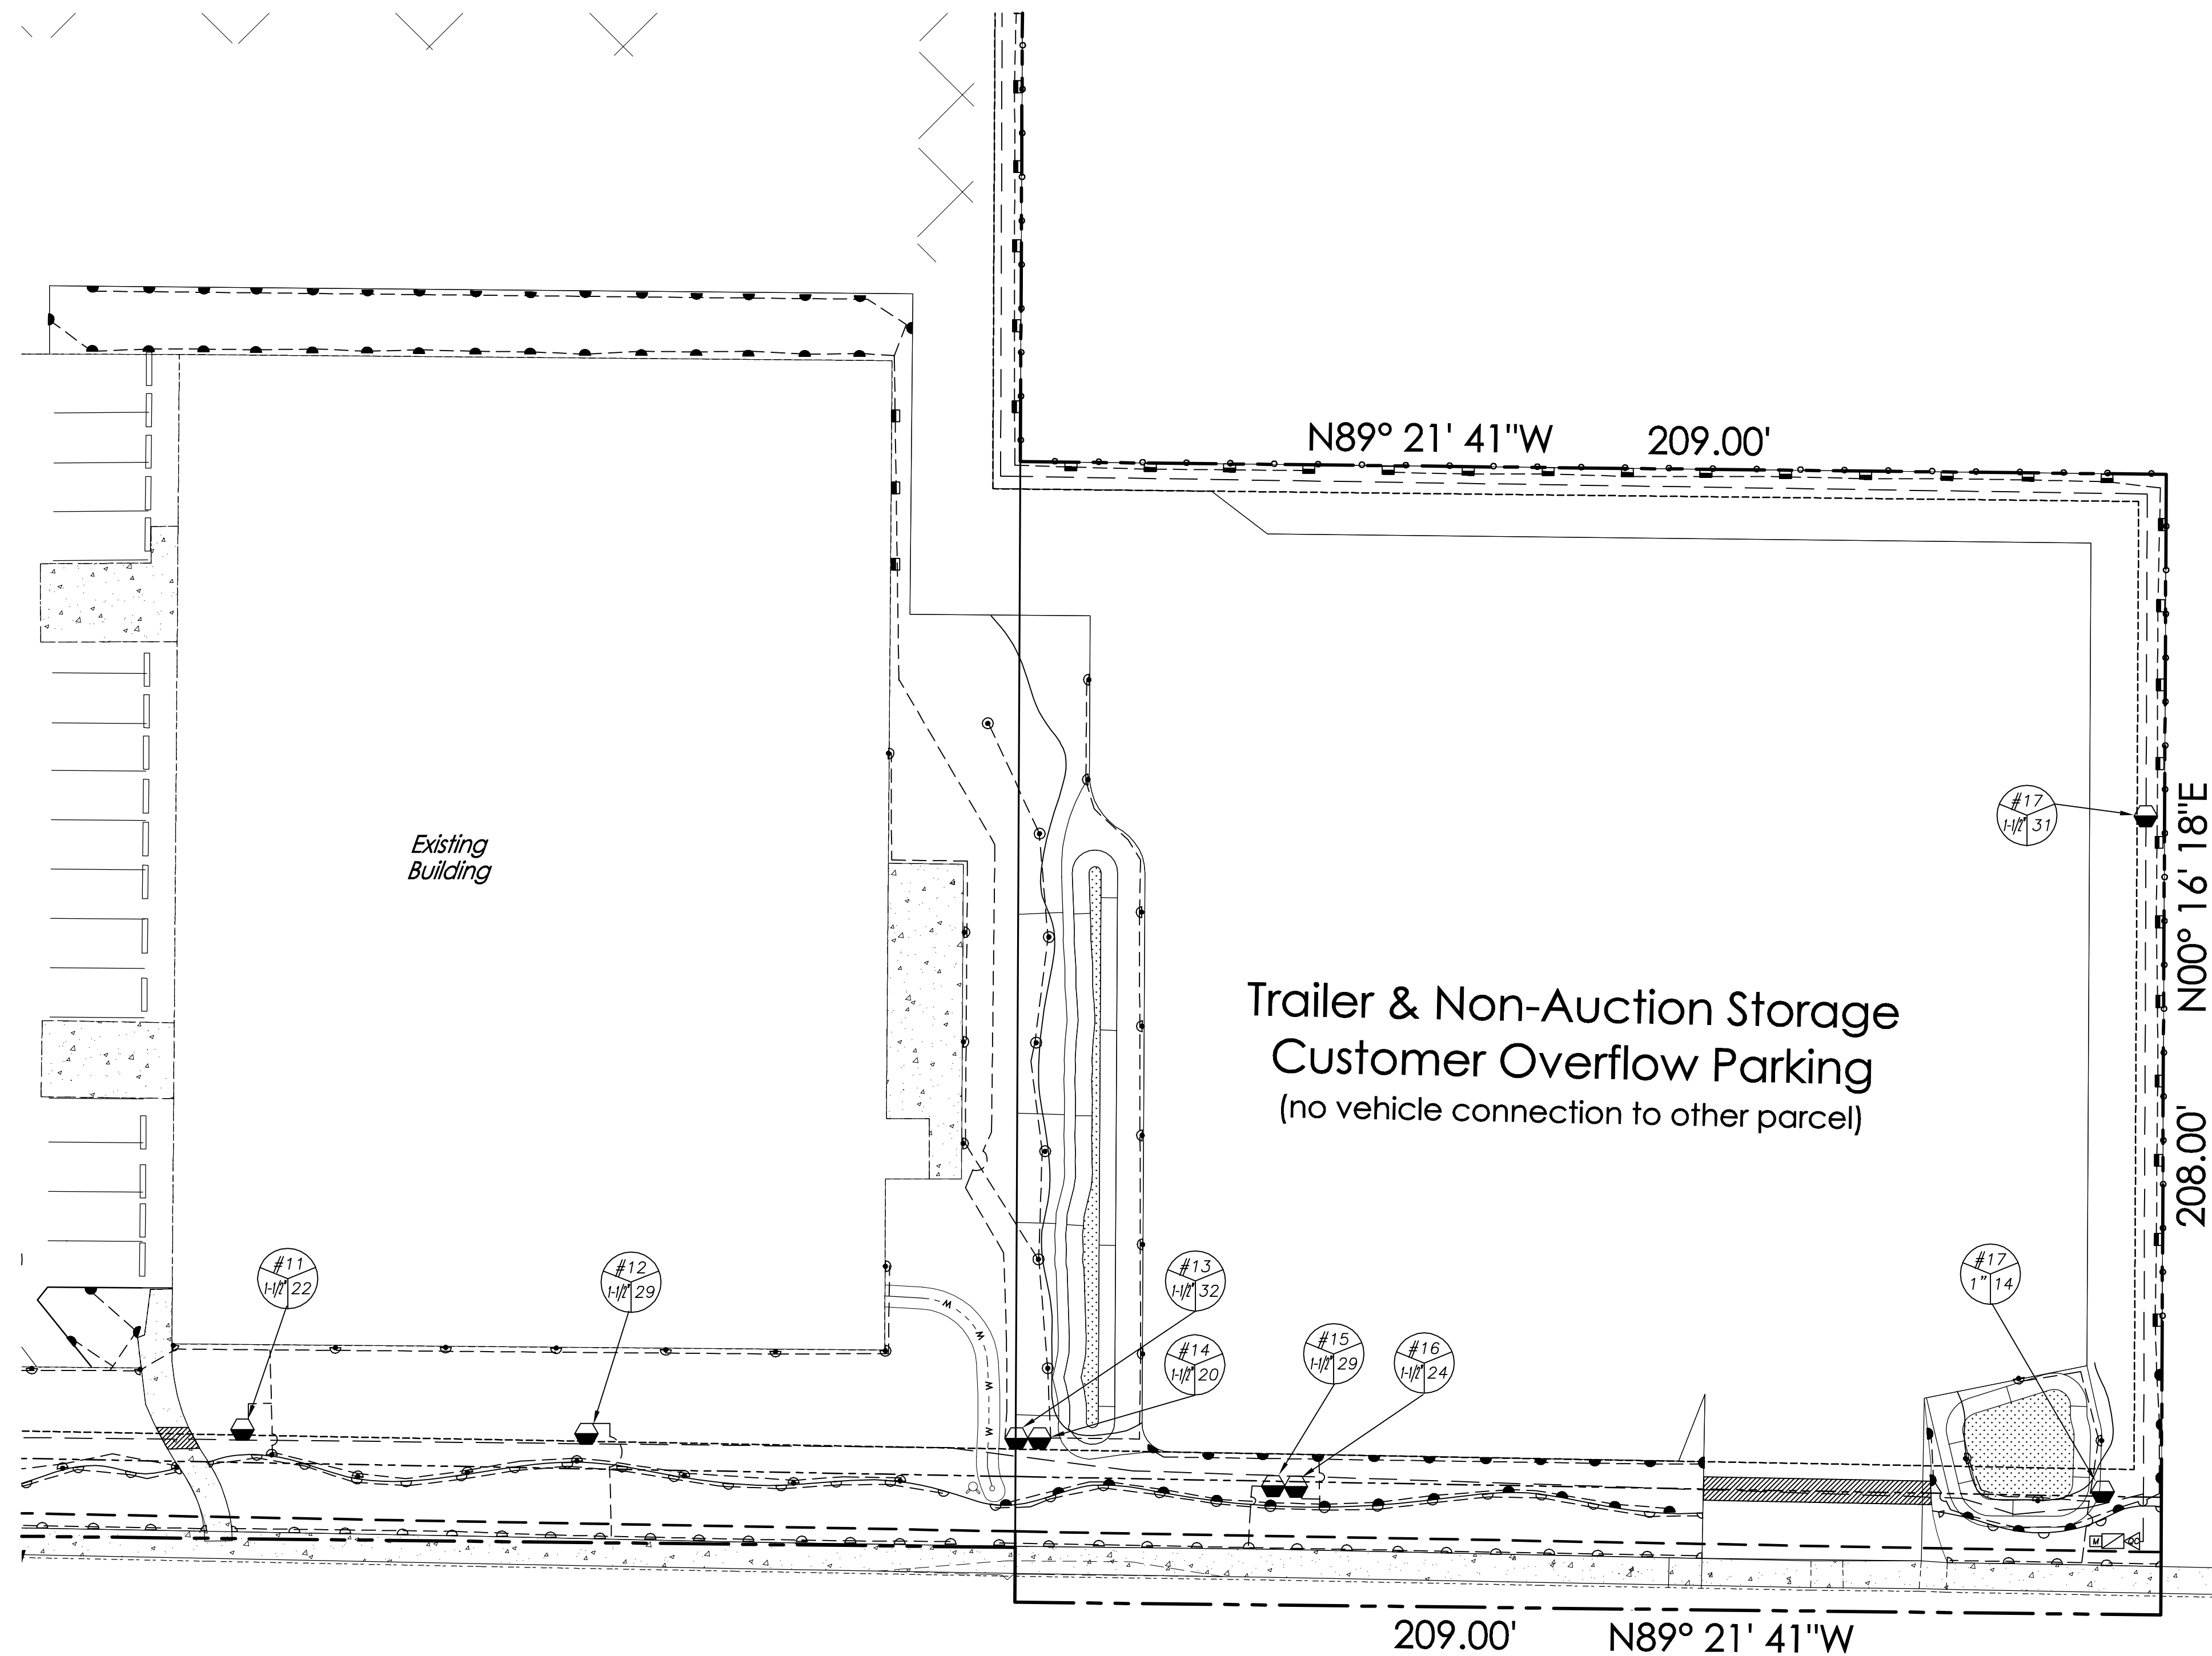 N89° 21' 41"W 209.00'
#17
1-1/2" 31
N00° 16' 18"E
208.00'
Existing
Building
Trailer & Non-Auction Storage
Customer Overflow Parking
(no vehicle connection to other parcel)
#11
1-1/2" 22
#12
1-1/2" 29
#13
1-1/2" 32
#14
1-1/2" 20
#15
1-1/2" 29
#16
1-1/2" 24
#17
1" 14
W
W
W
W
M
QC
209.00' N89° 21' 41"W